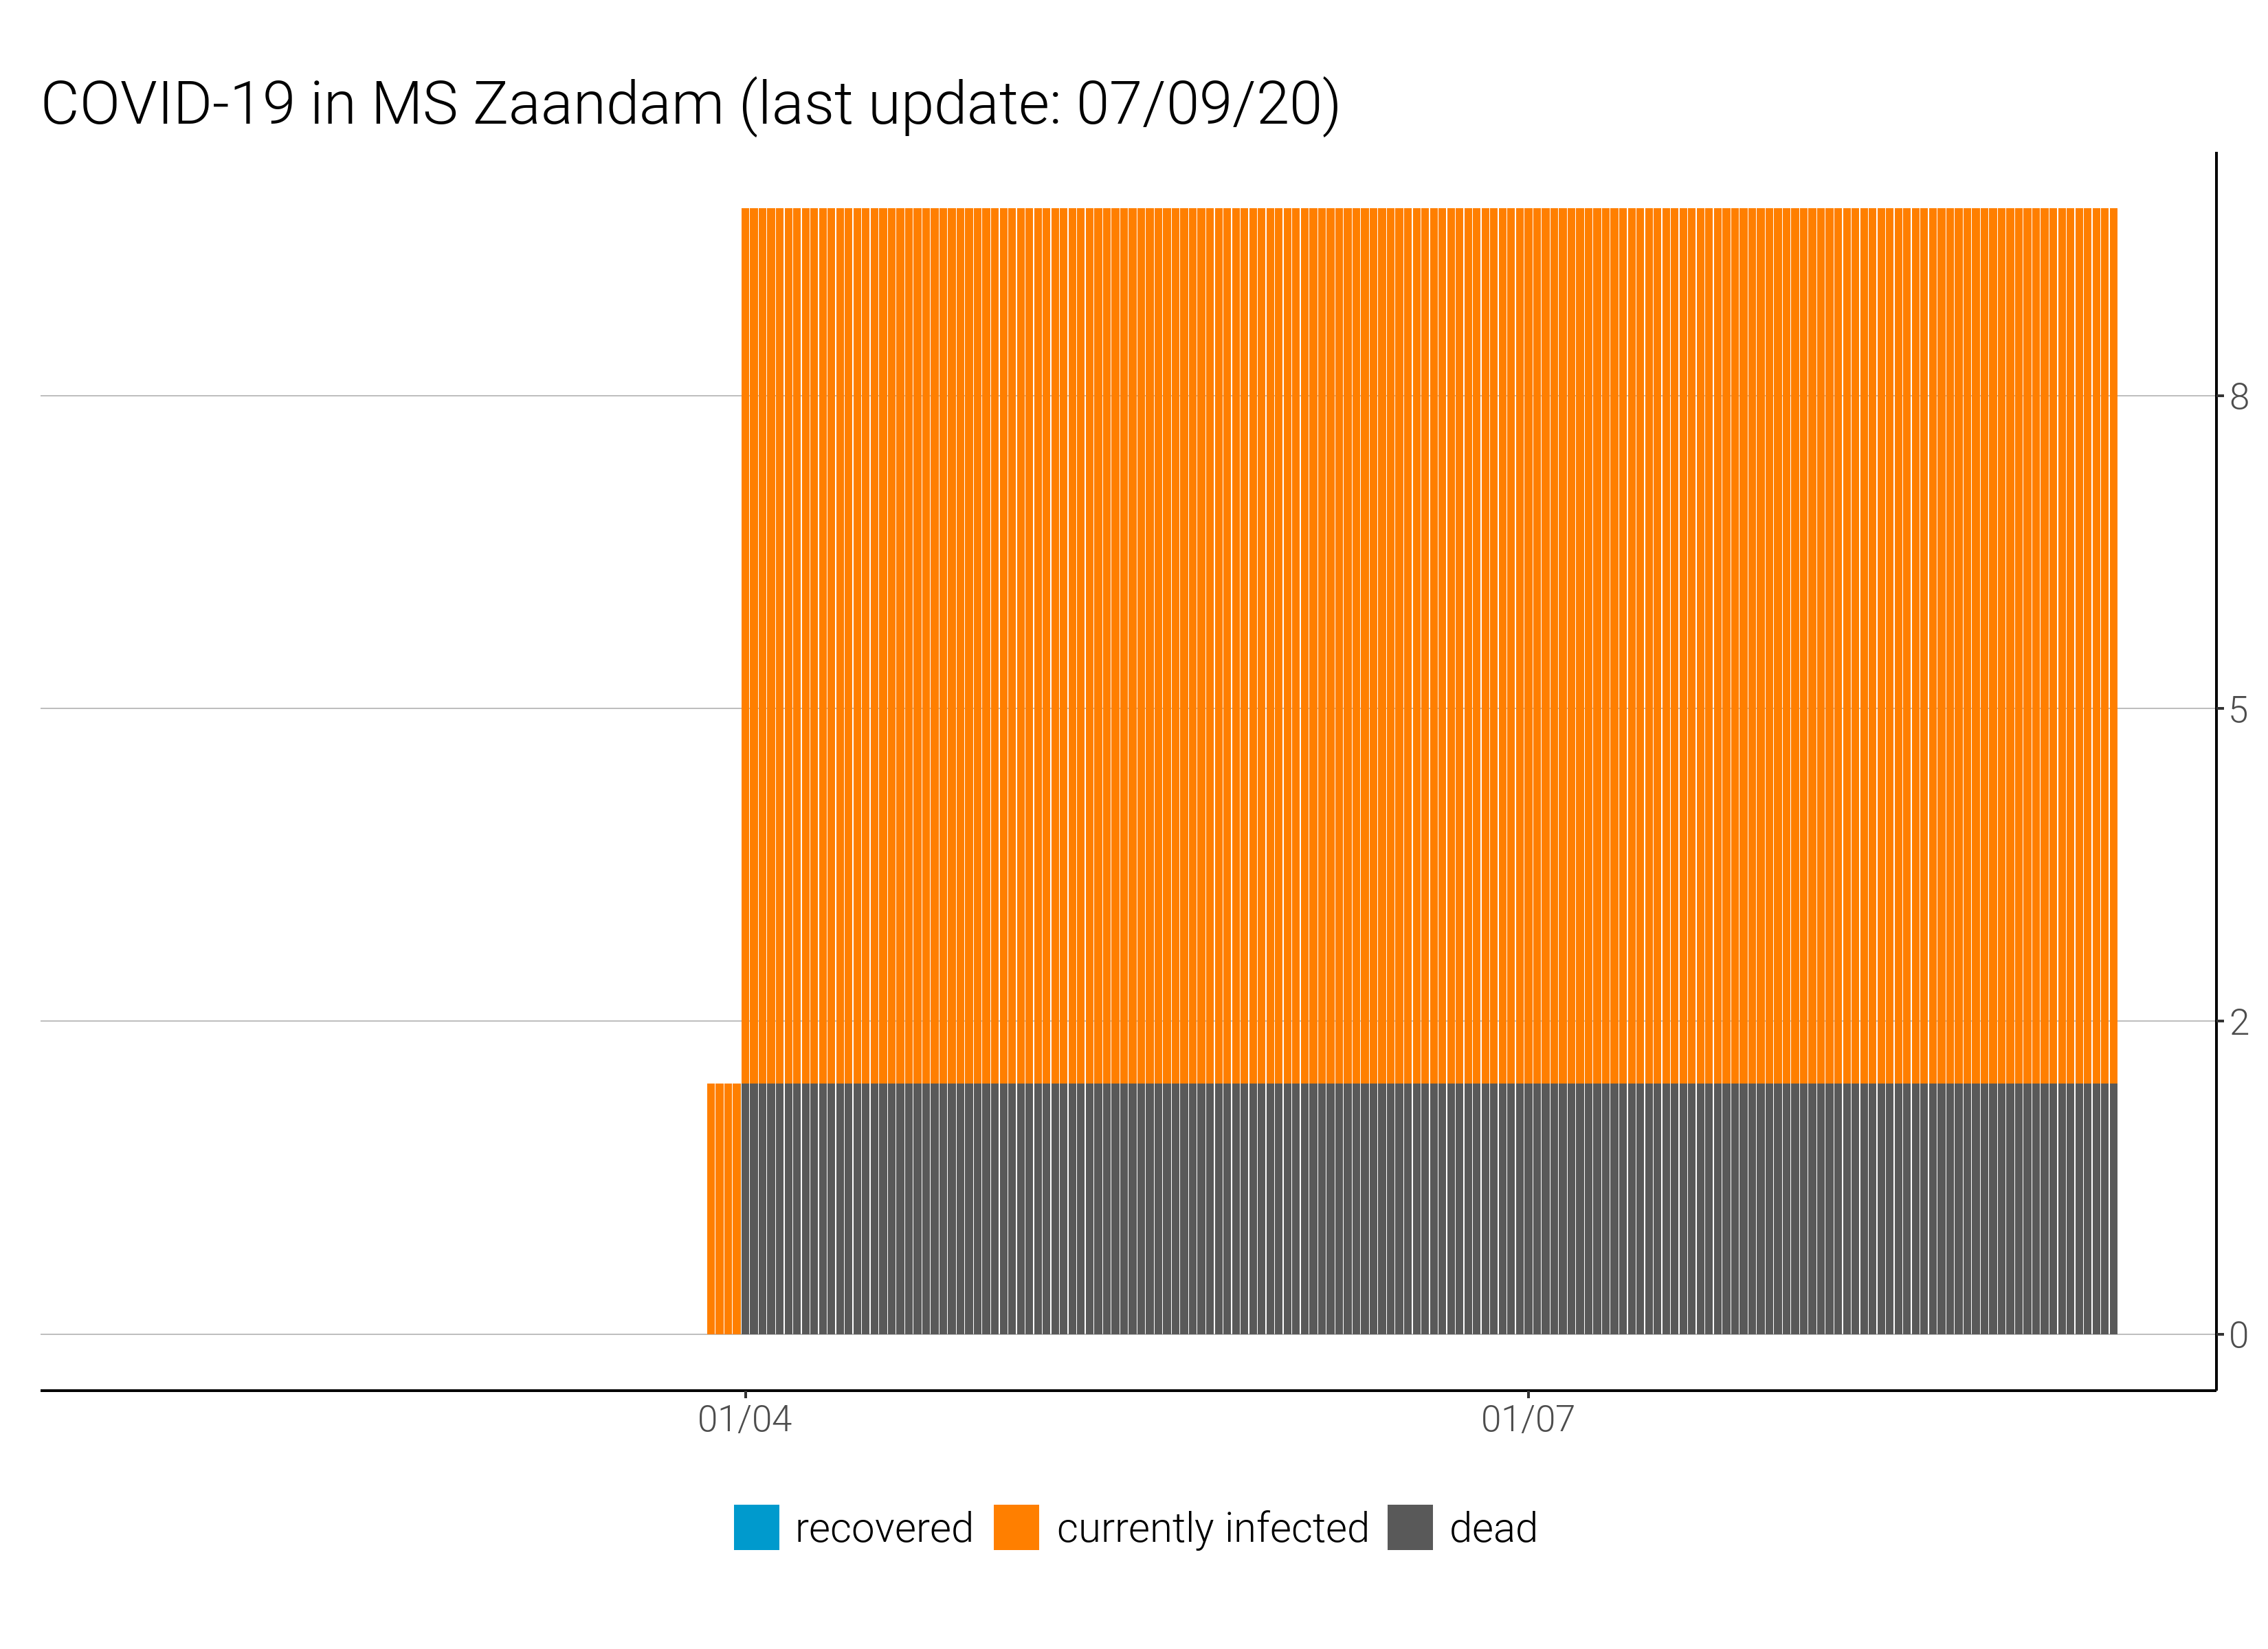 COVID-19 in MS Zaandam (last update: 07/09/20)
8
5
2
0
01/04 01/07
recovered currently infected dead